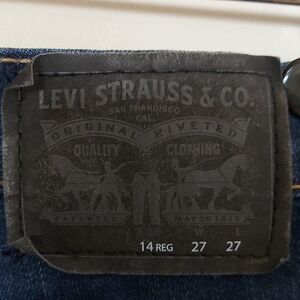 LEVI STRAUSS & CO.
SAN FRANCISCO
CAL.
ORIGINAL RIVETED
QUALITY CLOTHING
PATENTED MAY 20 1873
SIZE W. L.
14 REG 27 27